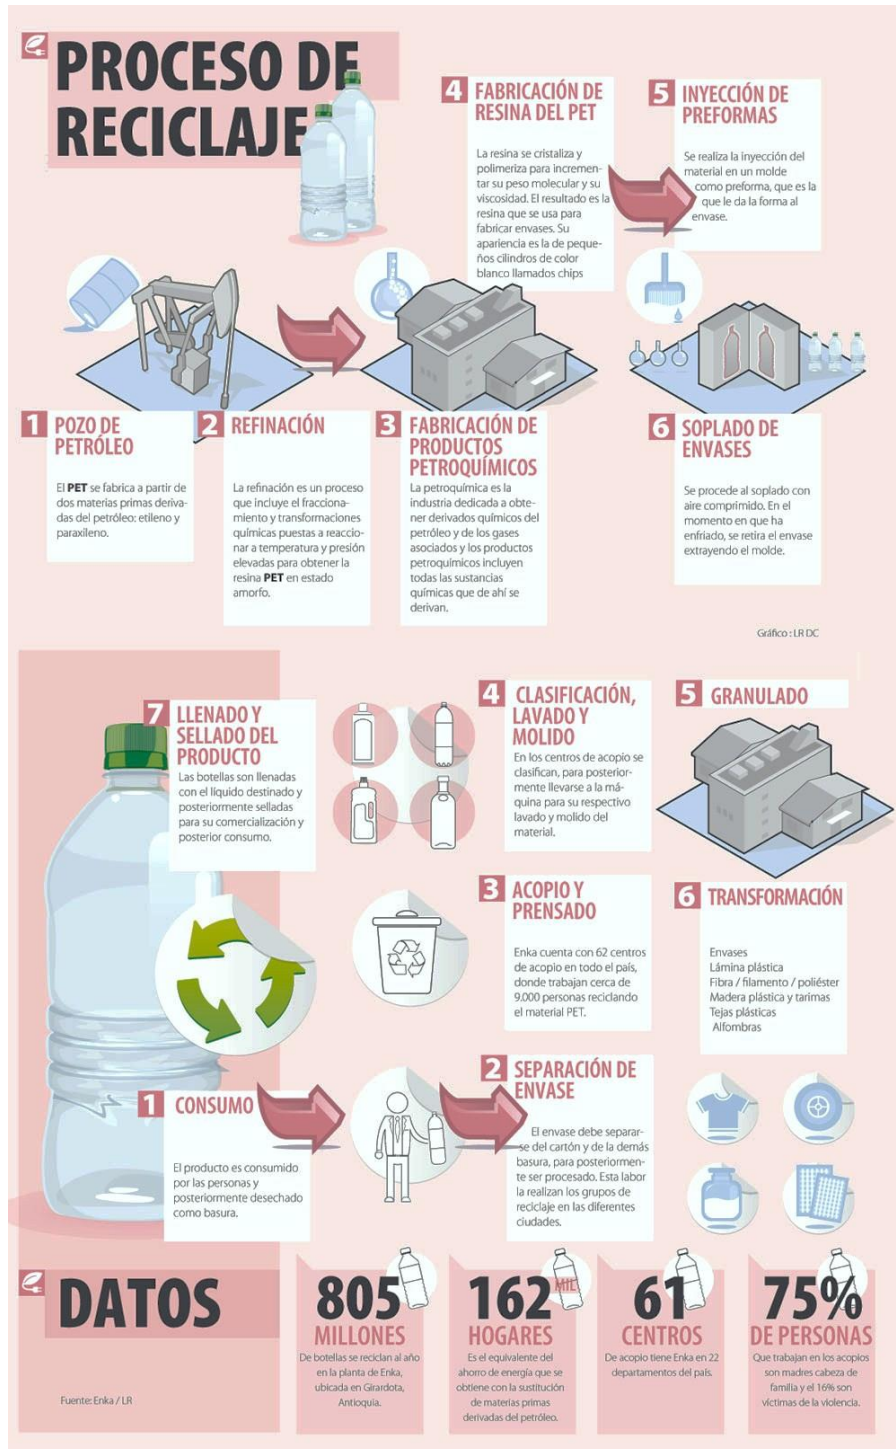 PROCESO DE
RECICLAJE
4 FABRICACIÓN DE
RESINA DEL PET
La resina se cristaliza y
polimeriza para incremen-
tar su peso molecular y su
viscosidad. El resultado es la
resina que se usa para
fabricar envases. Su
apariencia es la de peque-
ños cilindros de color
blanco llamados chips
5 INYECCIÓN DE
PREFORMAS
Se realiza la inyección del
material en un molde
como preforma, que es la
que le da la forma al
envase.
1 POZO DE
PETRÓLEO
El PET se fabrica a partir de
dos materias primas deriva-
das del petróleo: etileno y
paraxileno.
2 REFINACIÓN
La refinación es un proceso
que incluye el fracciona-
miento y transformaciones
químicas puestas a reaccio-
nar a temperatura y presión
elevadas para obtener la
resina PET en estado
amorfo.
3 FABRICACIÓN DE
PRODUCTOS
PETROQUÍMICOS
La petroquímica es la
industria dedicada a obte-
ner derivados químicos del
petróleo y de los gases
asociados y los productos
petroquímicos incluyen
todas las sustancias
químicas que de ahí se
derivan.
6 SOPLADO DE
ENVASES
Se procede al soplado con
aire comprimido. En el
momento en que ha
enfriado, se retira el envase
extrayendo el molde.
Gráfico : LR DC
7 LLENADO Y
SELLADO DEL
PRODUCTO
Las botellas son llenadas
con el líquido destinado y
posteriormente selladas
para su comercialización y
posterior consumo.
4 CLASIFICACIÓN,
LAVADO Y
MOLIDO
En los centros de acopio se
clasifican, para posterior-
mente llevarse a la má-
quina para su respectivo
lavado y molido del
material.
5 GRANULADO
3 ACOPIO Y
PRENSADO
Enka cuenta con 62 centros
de acopio en todo el país,
donde trabajan cerca de
9.000 personas reciclando
el material PET.
6 TRANSFORMACIÓN
Envases
Lámina plástica
Fibra / filamento / poliéster
Madera plástica y tarimas
Tejas plásticas
Alfombras
1 CONSUMO
El producto es consumido
por las personas y
posteriormente desechado
como basura.
2 SEPARACIÓN DE
ENVASE
El envase debe separar-
se del cartón y de la demás
basura, para posteriormen-
te ser procesado. Esta labor
la realizan los grupos de
reciclaje en las diferentes
ciudades.
DATOS
Fuente: Enka / LR
805
MILLONES
De botellas se reciclan al año
en la planta de Enka,
ubicada en Girardota,
Antioquia.
162 MIL
HOGARES
Es el equivalente del
ahorro de energía que se
obtiene con la sustitución
de materias primas
derivadas del petróleo.
61
CENTROS
De acopio tiene Enka en 22
departamentos del país.
75%
DE PERSONAS
Que trabajan en los acopios
son madres cabeza de
familia y el 16% son
víctimas de la violencia.